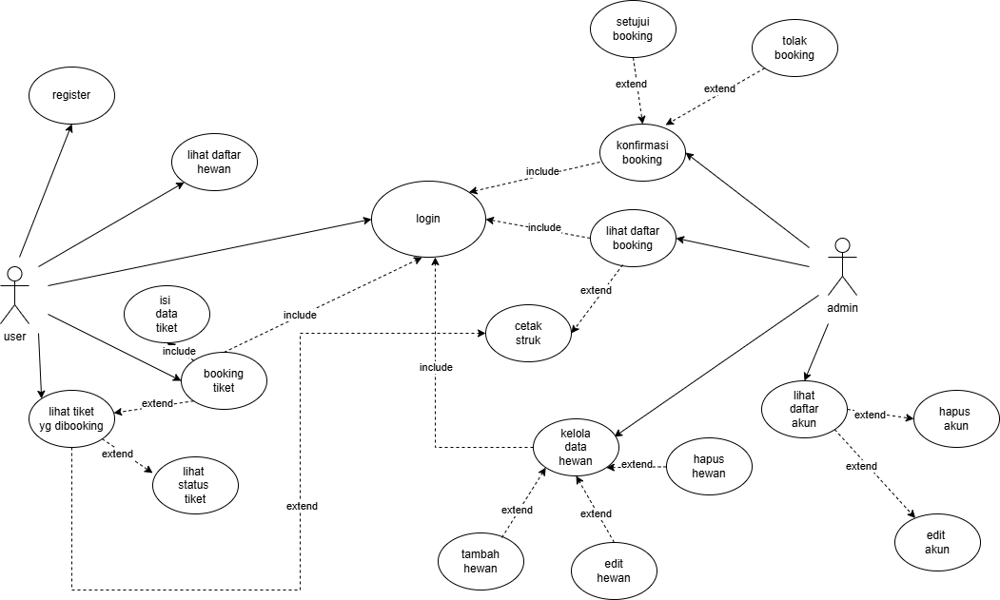 setujui
booking
tolak
booking
extend
extend
register
konfirmasi
booking
lihat daftar
hewan
include
login
include
lihat daftar
booking
extend
admin
user
isi
data
tiket
include
include
cetak
struk
include
booking
tiket
extend
lihat tiket
yg dibooking
extend
lihat
status
tiket
extend
kelola
data
hewan
extend
hapus
hewan
extend
extend
tambah
hewan
edit
hewan
lihat
daftar
akun
extend
hapus
akun
extend
edit
akun